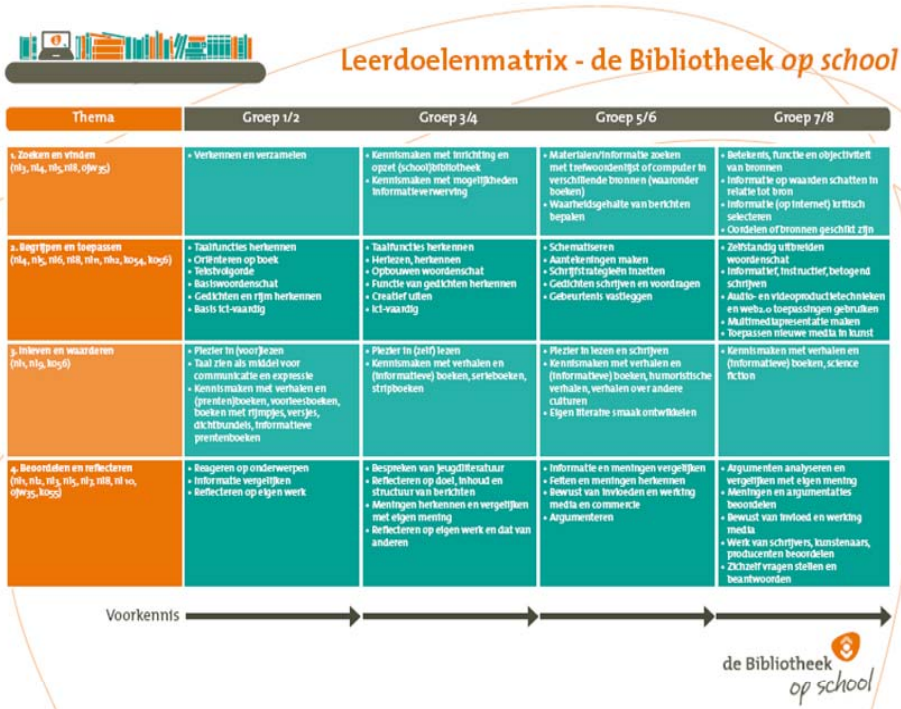 Leerdoelenmatrix - de Bibliotheek op school
Thema
Groep 1/2
Groep 3/4
Groep 5/6
Groep 7/8
1. Zoeken en vinden
(nl3, nl4, nl5, nl8, ojw35)
• Verkennen en verzamelen
• Kennismaken met inrichting en
opzet (school)bibliotheek
• Kennismaken met mogelijkheden
informatieverwerving
• Materialen/informatie zoeken
met trefwoordenlijst of computer in
verschillende bronnen (waaronder
boeken)
• Waarheidsgehalte van berichten
bepalen
• Betekenis, functie en objectiviteit
van bronnen
• Informatie op waarden schatten in
relatie tot bron
• Informatie (op internet) kritisch
selecteren
• Oordelen of bronnen geschikt zijn
2. Begrijpen en toepassen
(nl4, nl5, nl6, nl8, nl11, nl12, ko54, ko56)
• Taalfuncties herkennen
• Oriënteren op boek
• Tekstvolgorde
• Basiswoordenschat
• Gedichten en rijm herkennen
• Basis ict-vaardig
• Taalfuncties herkennen
• Herlezen, herkennen
• Opbouwen woordenschat
• Functie van gedichten herkennen
• Creatief uiten
• Ict-vaardig
• Schematiseren
• Aantekeningen maken
• Schrijfstrategieën inzetten
• Gedichten schrijven en voordragen
• Gebeurtenis vastleggen
• Zelfstandig uitbreiden
woordenschat
• Informatief, instructief, betogend
schrijven
• Audio- en videoproductietechnieken
en web2.0 toepassingen gebruiken
• Multimediapresentatie maken
• Toepassen nieuwe media in kunst
3. Inleven en waarderen
(nl1, nl9, ko56)
• Plezier in (voor)lezen
• Taal zien als middel voor
communicatie en expressie
• Kennismaken met verhalen en
(prenten)boeken, voorleesboeken,
boeken met rijmpjes, versjes,
dichtbundels, informatieve
prentenboeken
• Plezier in (zelf) lezen
• Kennismaken met verhalen en
(informatieve) boeken, serieboeken,
stripboeken
• Plezier in lezen en schrijven
• Kennismaken met verhalen en
(informatieve) boeken, humoristische
verhalen, verhalen over andere
culturen
• Eigen literaire smaak ontwikkelen
• Kennismaken met verhalen en
(informatieve) boeken, science
fiction
4. Beoordelen en reflecteren
(nl1, nl2, nl3, nl5, nl7, nl8, nl 10,
ojw35, ko55)
• Reageren op onderwerpen
• Informatie vergelijken
• Reflecteren op eigen werk
• Bespreken van jeugdliteratuur
• Reflecteren op doel, inhoud en
structuur van berichten
• Meningen herkennen en vergelijken
met eigen mening
• Reflecteren op eigen werk en dat van
anderen
• Informatie en meningen vergelijken
• Feiten en meningen herkennen
• Bewust van invloeden en werking
media en commercie
• Argumenteren
• Argumenten analyseren en
vergelijken met eigen mening
• Meningen en argumentaties
beoordelen
• Bewust van invloed en werking
media
• Werk van schrijvers, kunstenaars,
producenten beoordelen
• Zichzelf vragen stellen en
beantwoorden
Voorkennis
de Bibliotheek
op school